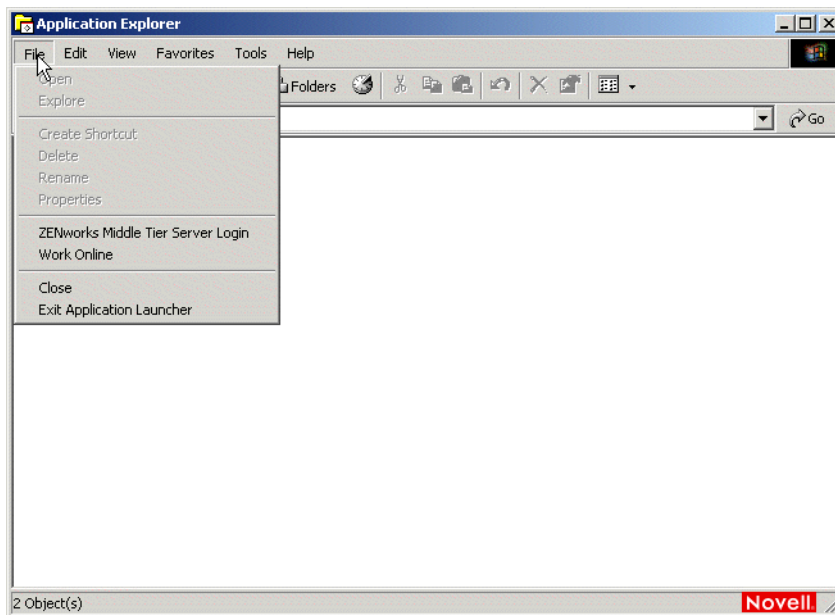 Application Explorer
File Edit View Favorites Tools Help
Open
Folders
Explore
Go
Create Shortcut
Delete
Rename
Properties
ZENworks Middle Tier Server Login
Work Online
Close
Exit Application Launcher
2 Object(s)
Novell.